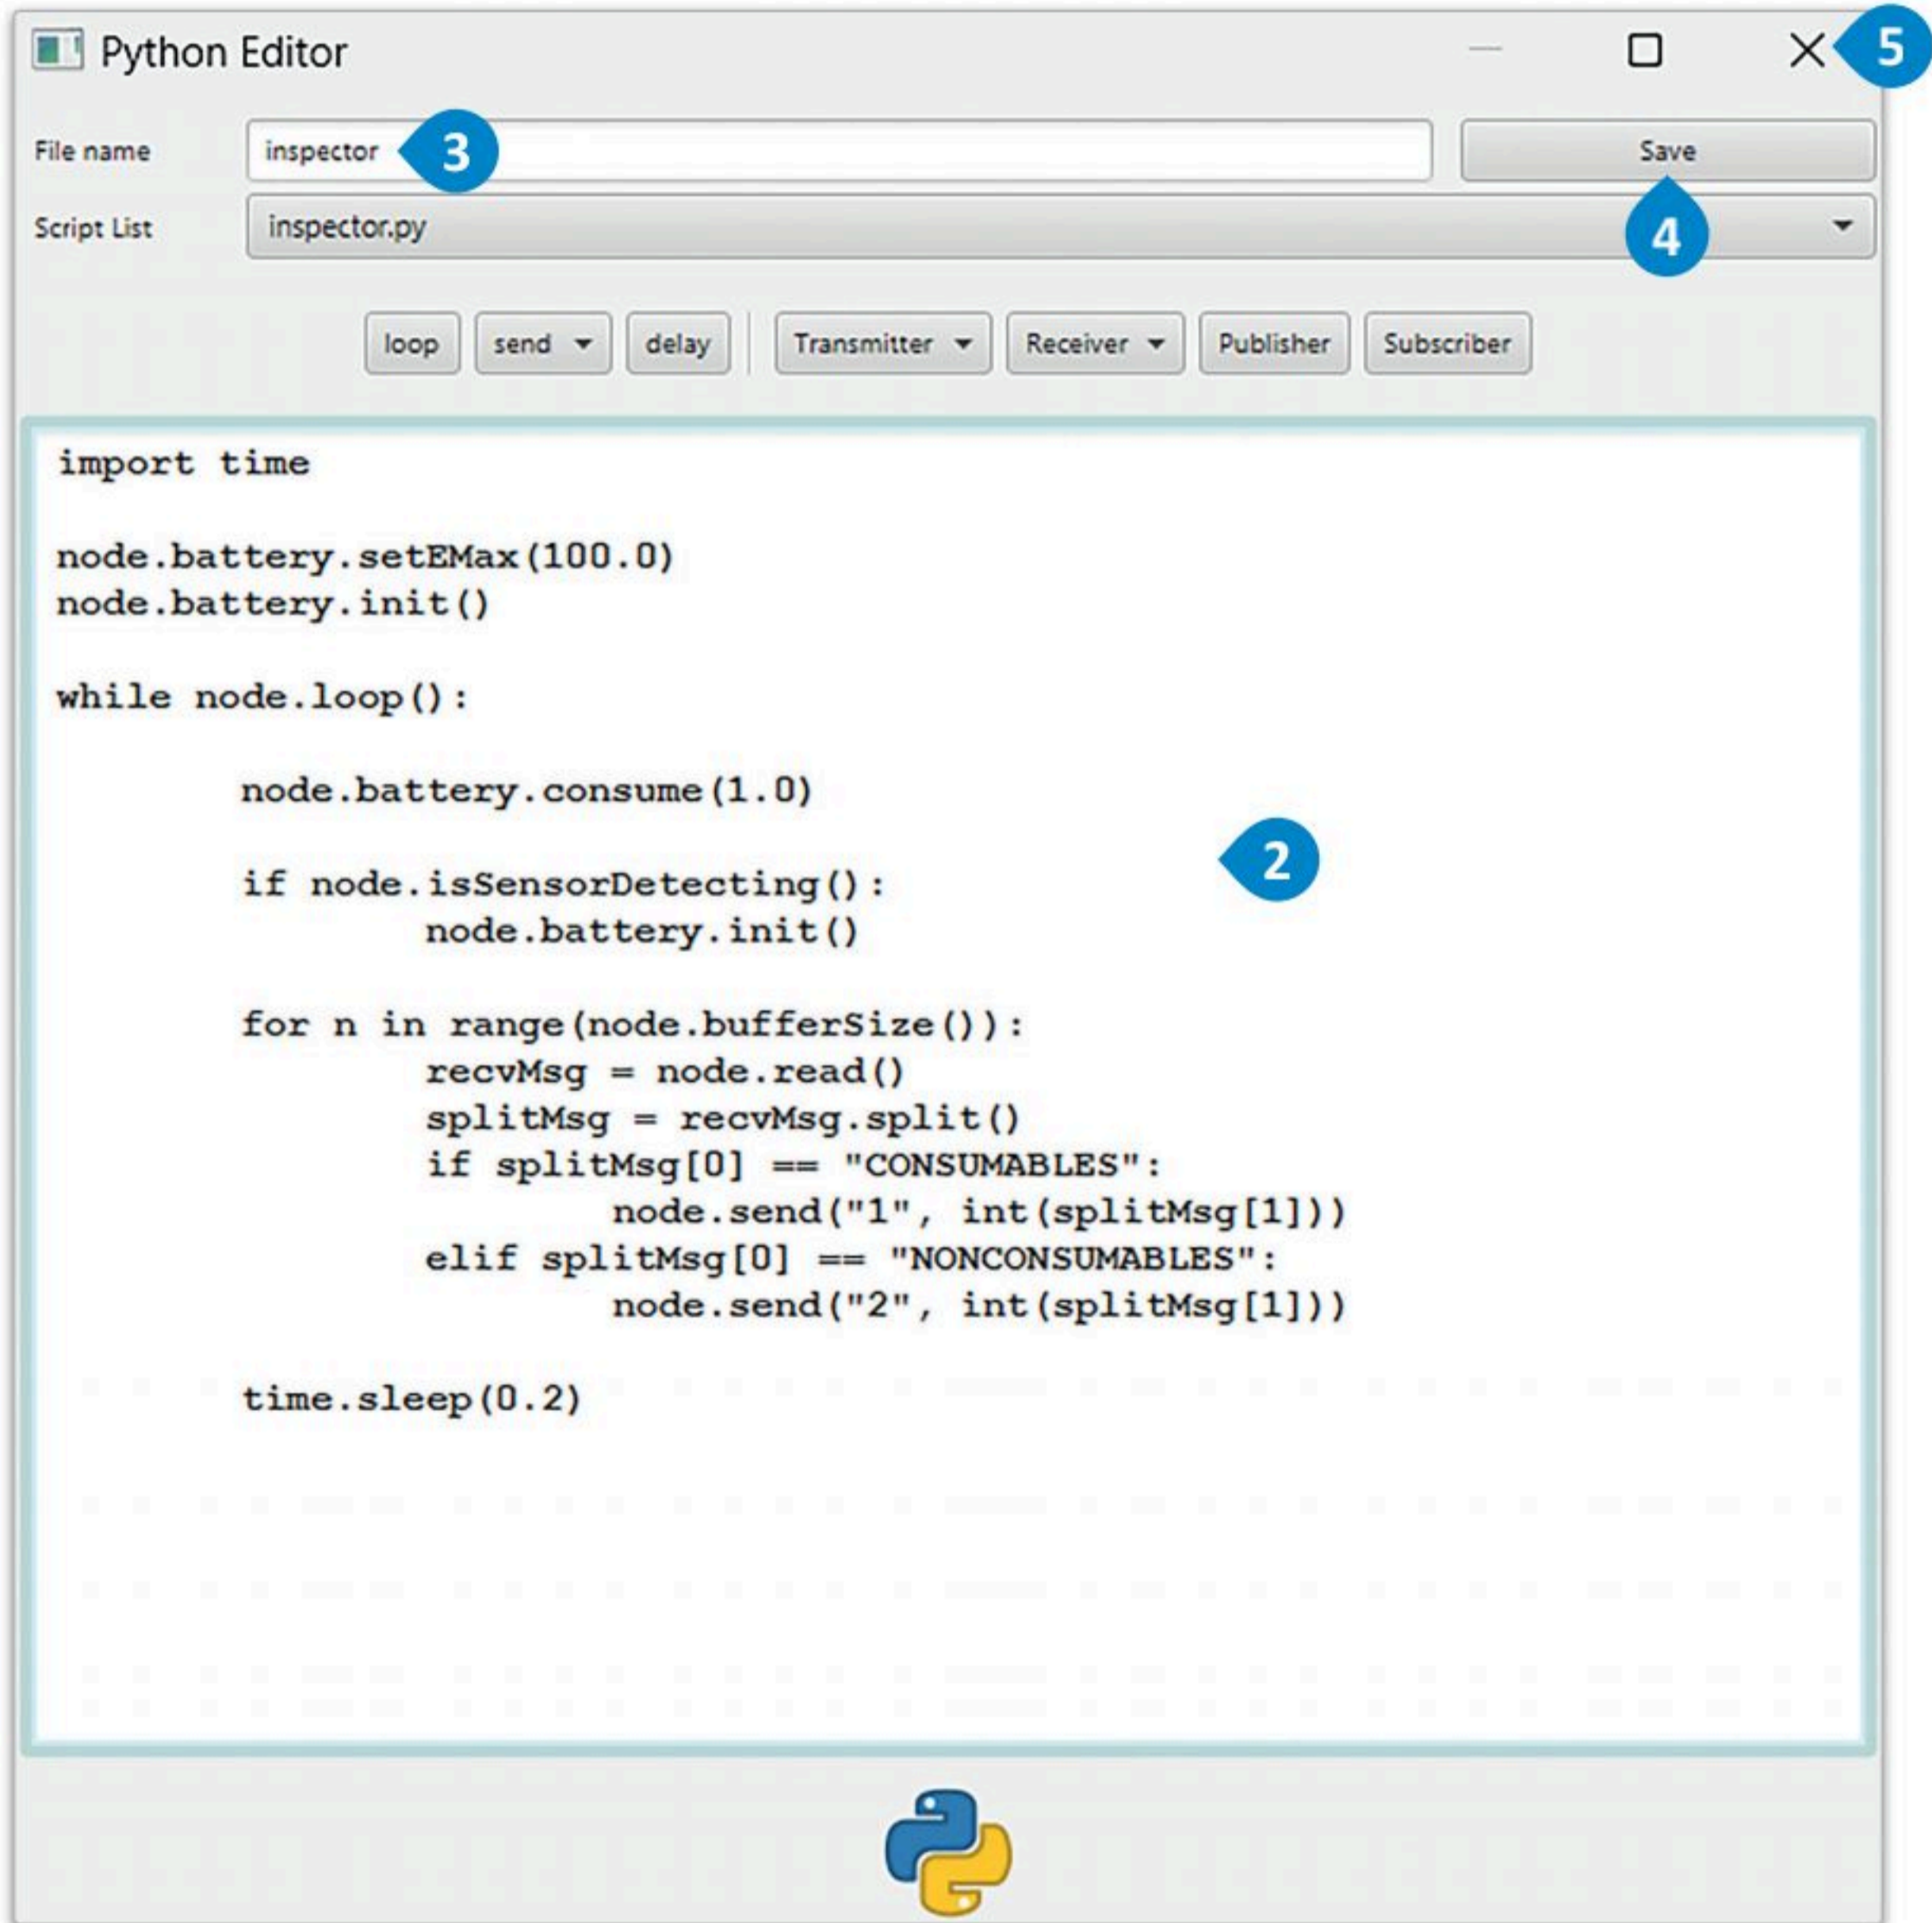 Python Editor
5
File name
inspector
3
Save
Script List
inspector.py
4
loop
send
delay
Transmitter
Receiver
Publisher
Subscriber
import time
node.battery.setEMax(100.0)
node.battery.init()
while node.loop():
node.battery.consume(1.0)
2
if node.isSensorDetecting():
node.battery.init()
for n in range(node.bufferSize()):
recvMsg = node.read()
splitMsg = recvMsg.split()
if splitMsg[0] == "CONSUMABLES":
node.send("1", int(splitMsg[1]))
elif splitMsg[0] == "NONCONSUMABLES":
node.send("2", int(splitMsg[1]))
time.sleep(0.2)